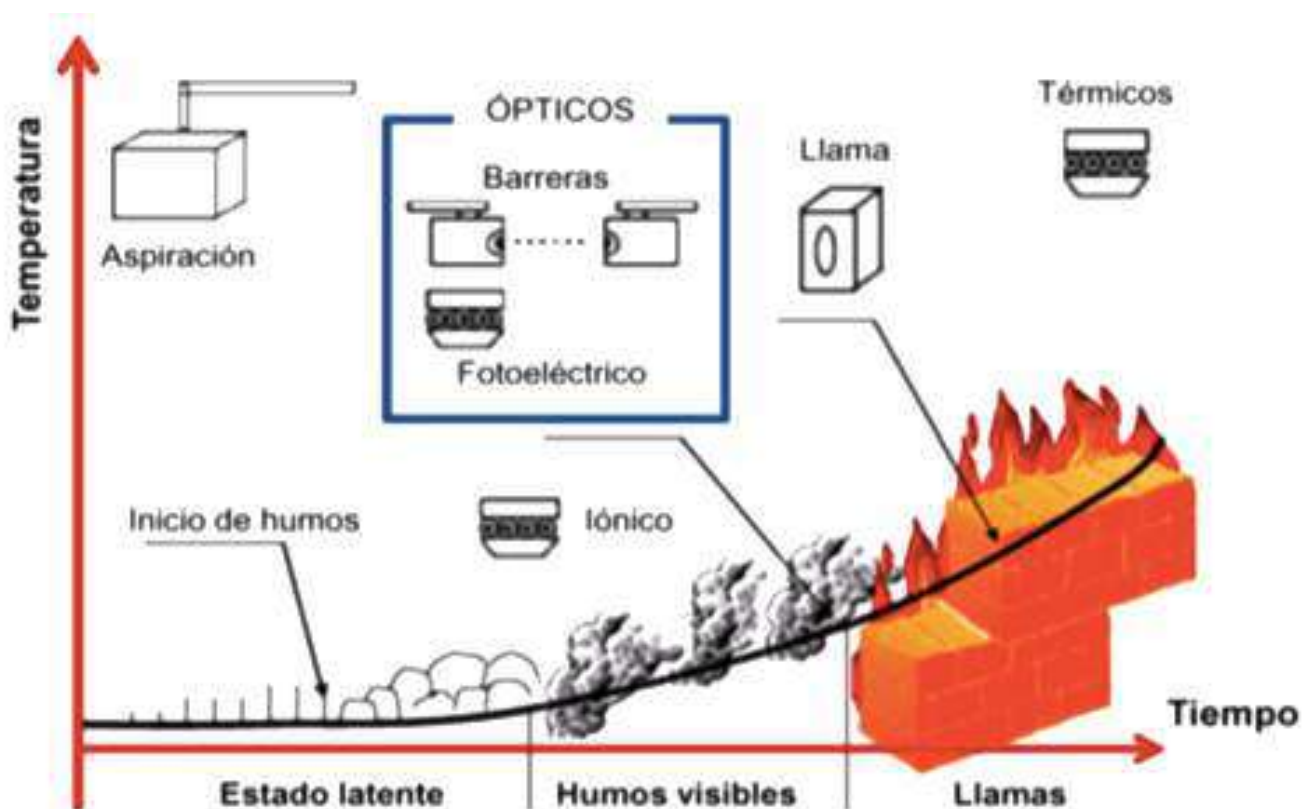 Temperatura
Aspiración
ÓPTICOS
Barreras
Fotoeléctrico
Llama
Térmicos
Inicio de humos
Iónico
Tiempo
Estado latente
Humos visibles
Llamas